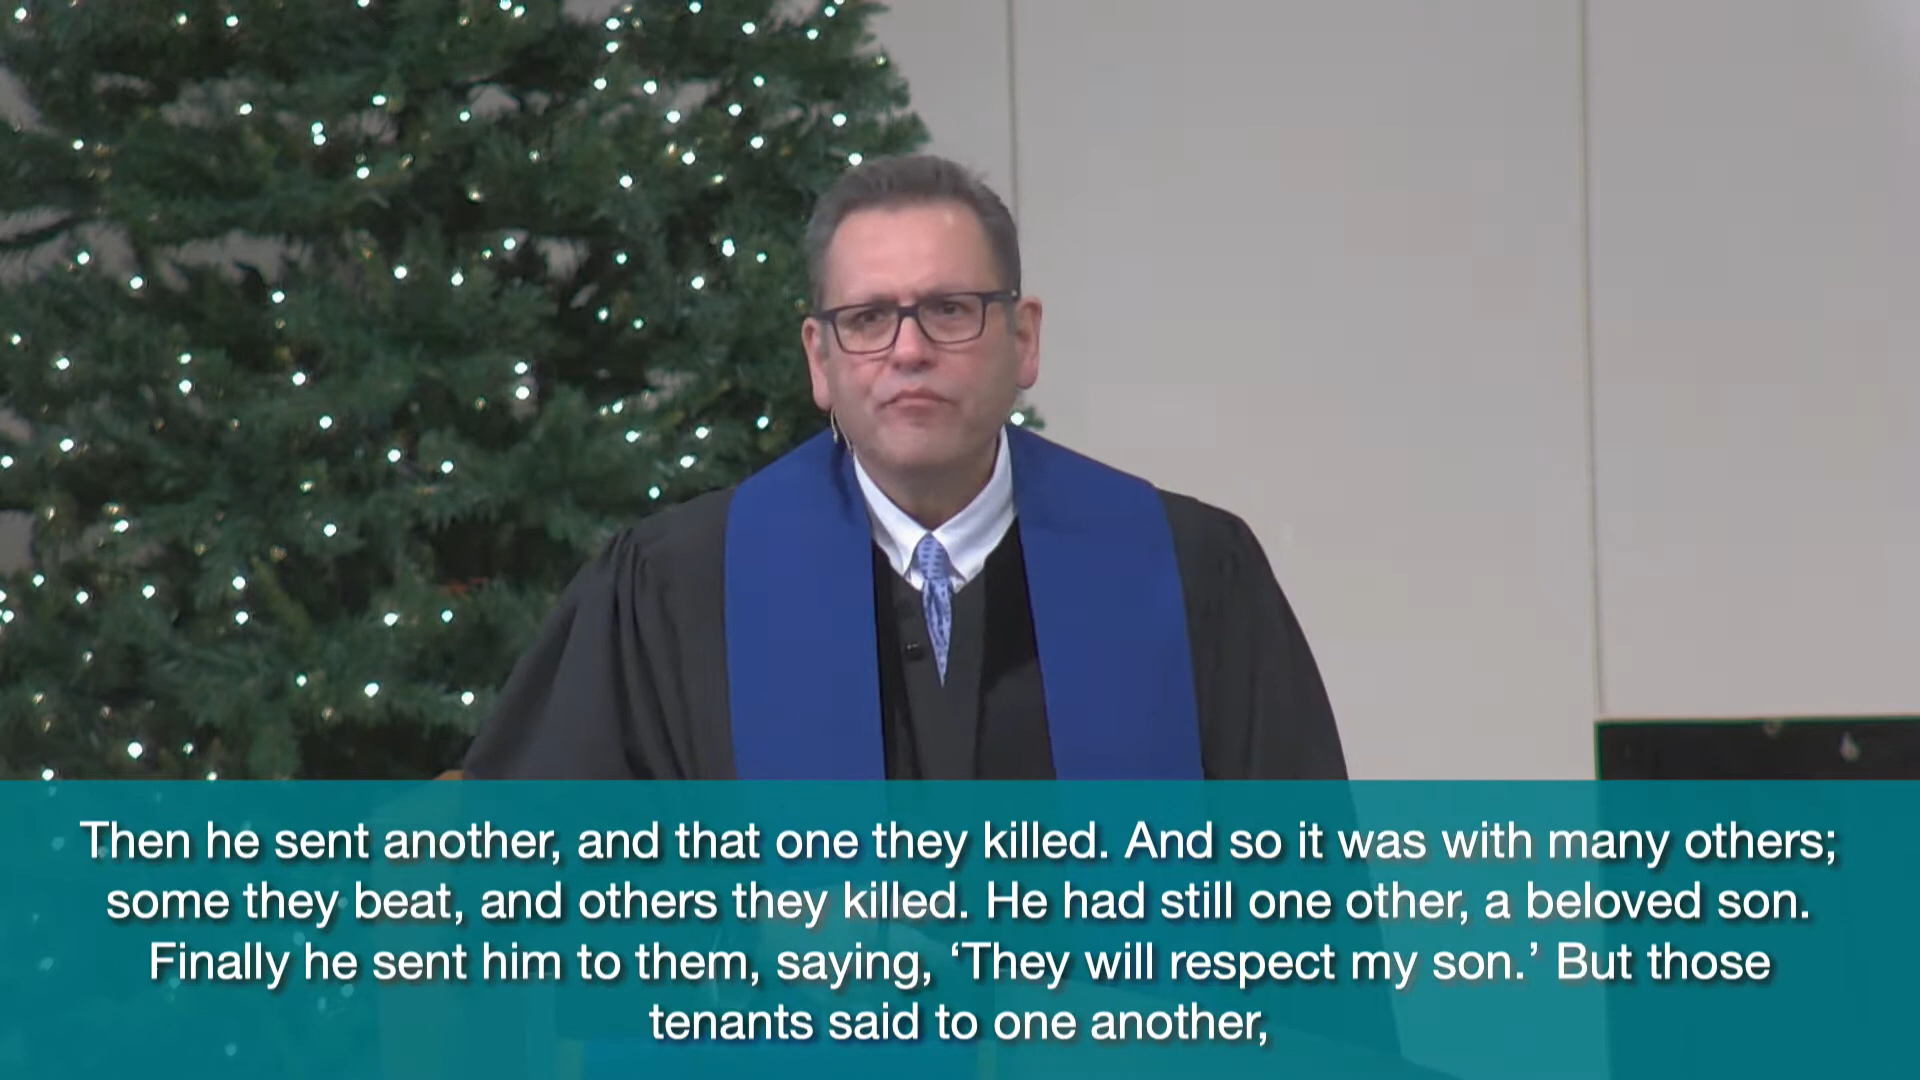 Then he sent another, and that one they killed. And so it was with many others;
some they beat, and others they killed. He had still one other, a beloved son.
Finally he sent him to them, saying, ‘They will respect my son.’ But those
tenants said to one another,